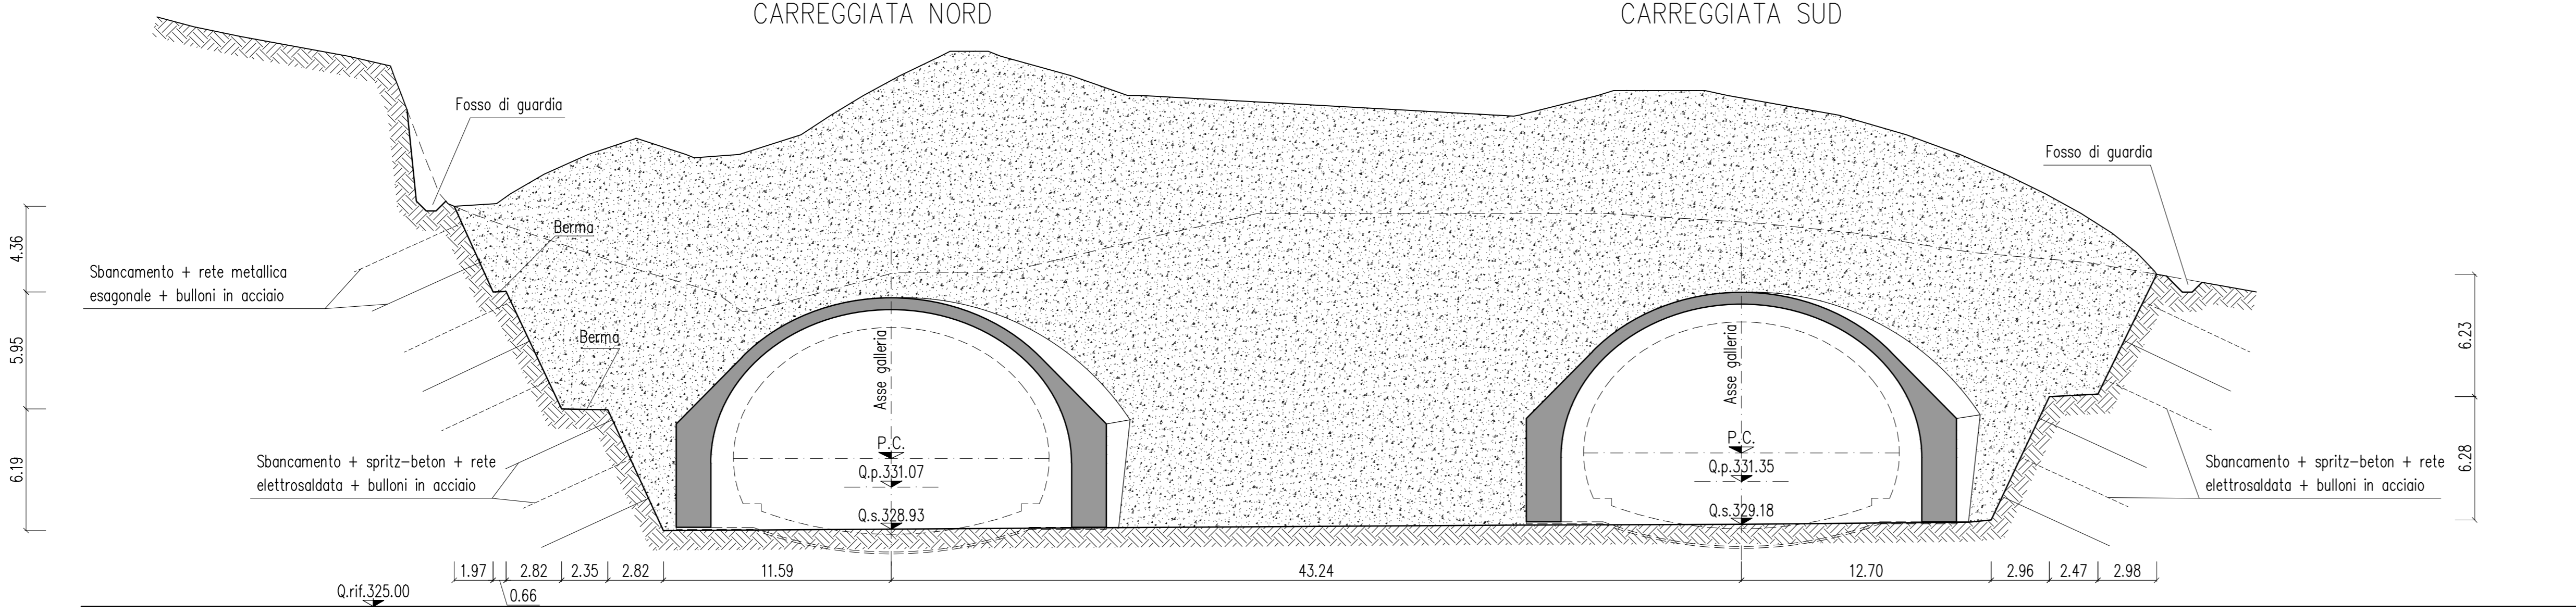 CARREGGIATA NORD
CARREGGIATA SUD
Fosso di guardia
Fosso di guardia
Berma
Sbancamento + rete metallica
esagonale + bulloni in acciaio
Berma
Sbancamento + spritz-beton + rete
elettrosaldata + bulloni in acciaio
Sbancamento + spritz-beton + rete
elettrosaldata + bulloni in acciaio
4.36
5.95
6.19
Asse galleria
P.C.
Q.p.331.07
Q.s.328.93
Asse galleria
P.C.
Q.p.331.35
Q.s.329.18
6.23
6.28
1.97
2.82
2.35
2.82
11.59
43.24
12.70
2.96
2.47
2.98
0.66
Q.rif.325.00